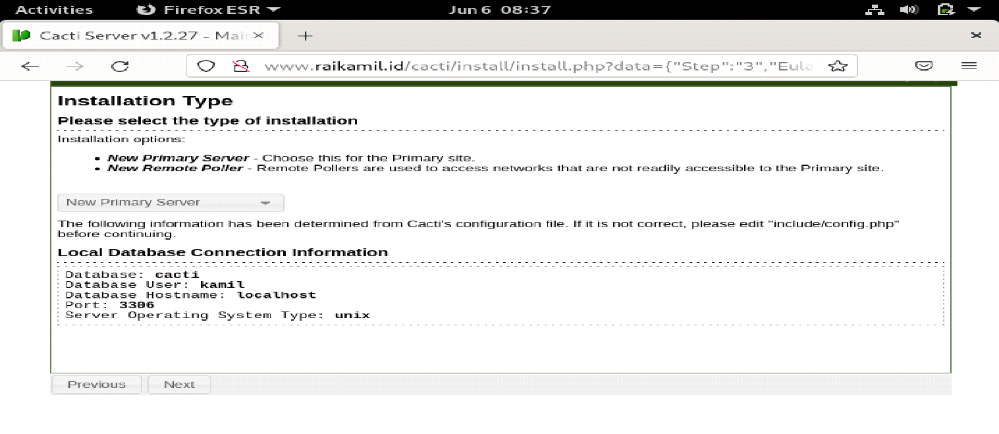 Activities Firefox ESR Jun 6 08:37
Cacti Server v1.2.27 - Mai
www.raikamil.id/cacti/install/install.php?data={"Step":"3","Eula
Installation Type
Please select the type of installation
Installation options:
New Primary Server - Choose this for the Primary site.
New Remote Poller - Remote Pollers are used to access networks that are not readily accessible to the Primary site.
New Primary Server
The following information has been determined from Cacti's configuration file. If it is not correct, please edit "include/config.php"
before continuing.
Local Database Connection Information
Database: cacti
Database User: kamil
Database Hostname: localhost
Port: 3306
Server Operating System Type: unix
Previous Next